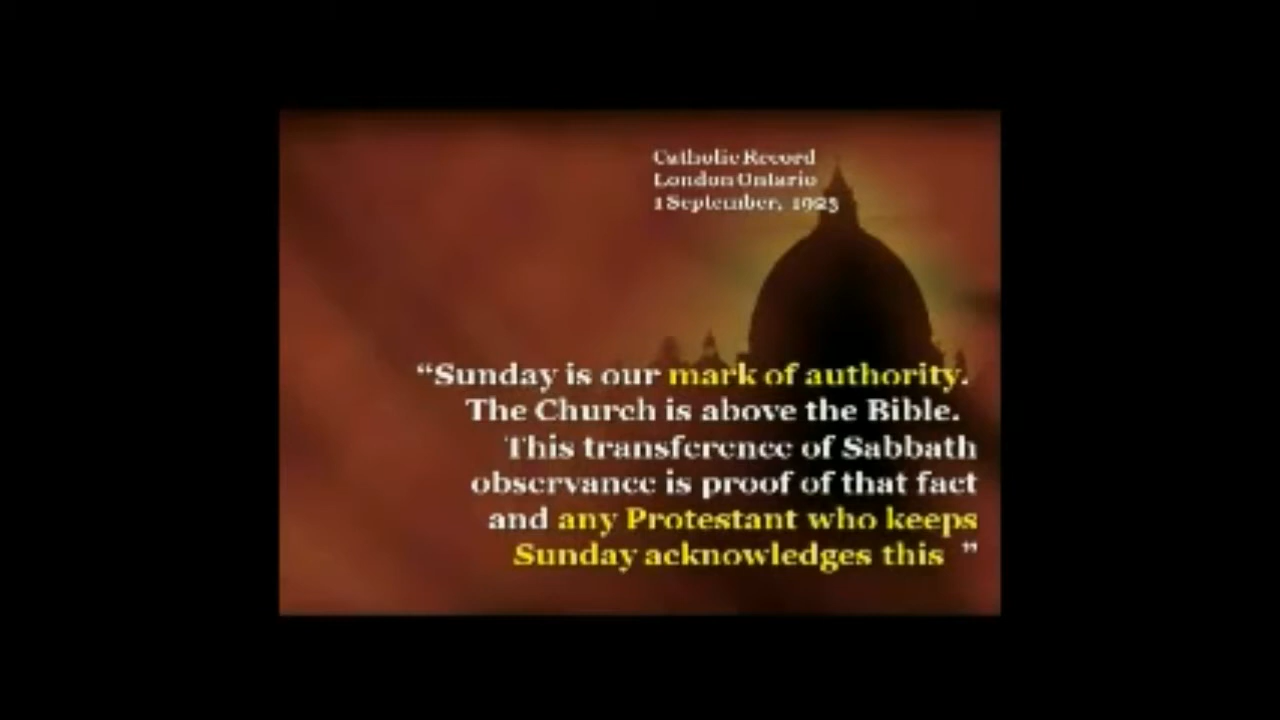 Catholic Record
London Ontario
1 September, 1923
“Sunday is our mark of authority.
The Church is above the Bible.
This transference of Sabbath
observance is proof of that fact
and any Protestant who keeps
Sunday acknowledges this ”